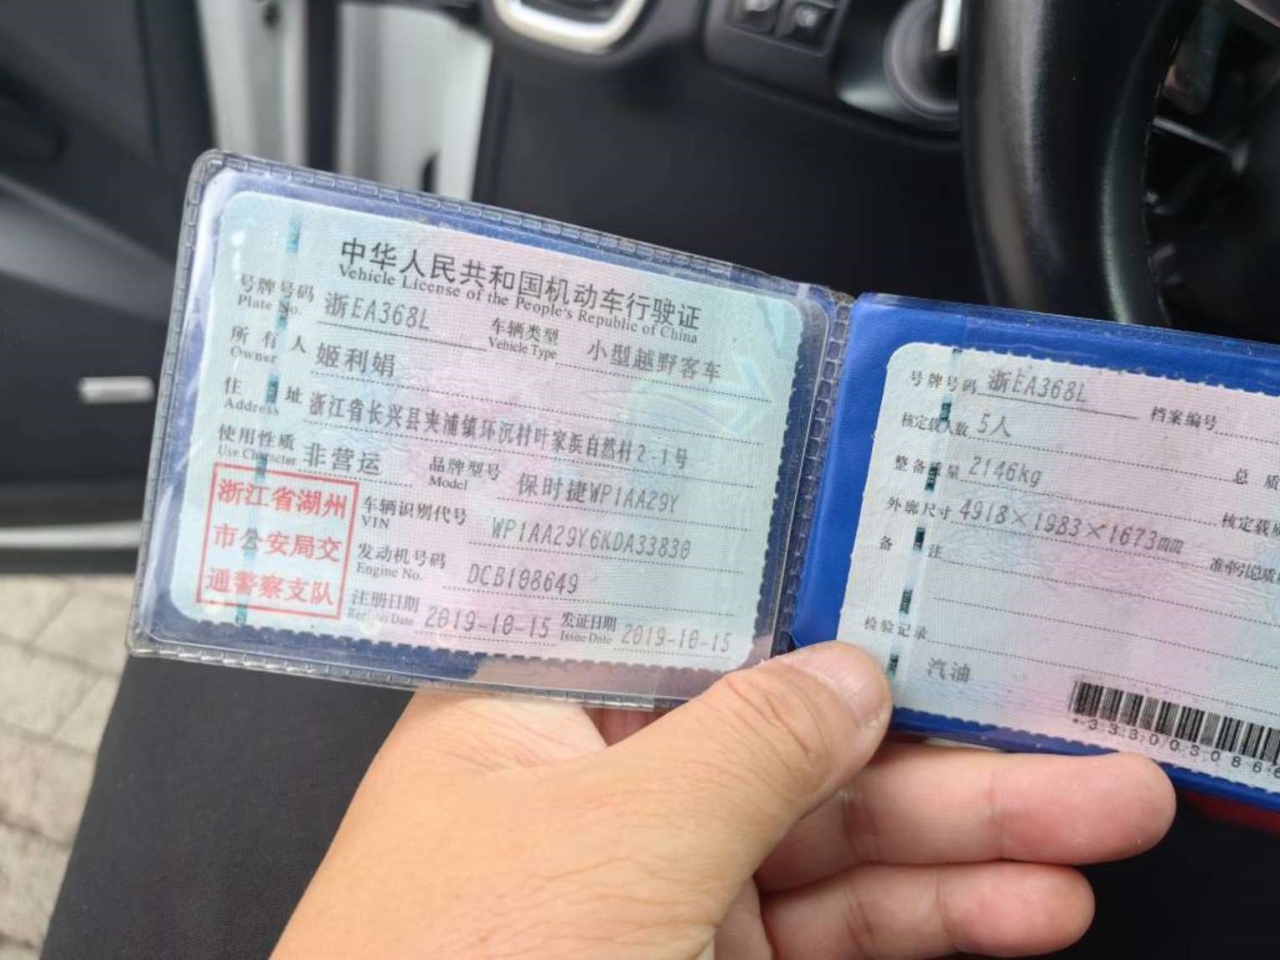 中华人民共和国机动车行驶证
Vehicle License of the People's Republic of China
号牌号码 浙EA368L 车辆类型 小型越野客车
Plate No. Vehicle Type
所有人 姬利娟
Owner
住址 浙江省长兴县夹浦镇环沉村叶家浜自然村2-1号
Address
使用性质 非营运 品牌型号 保时捷WP1AA29Y
Use Character Model
浙江省湖州
市公安局交
通警察支队
车辆识别代号 WP1AA29Y6KDA33830
VIN
发动机号码 DCB108649
Engine No.
注册日期 2019-10-15 发证日期 2019-10-15
Register Date Issue Date
号牌号码 浙EA368L 档案编号
核定载人数 5人
整备质量 2146kg 总质
外廓尺寸 4918×1983×1673mm 核定载质
备注 准牵引总质
检验记录
汽油
*333003086